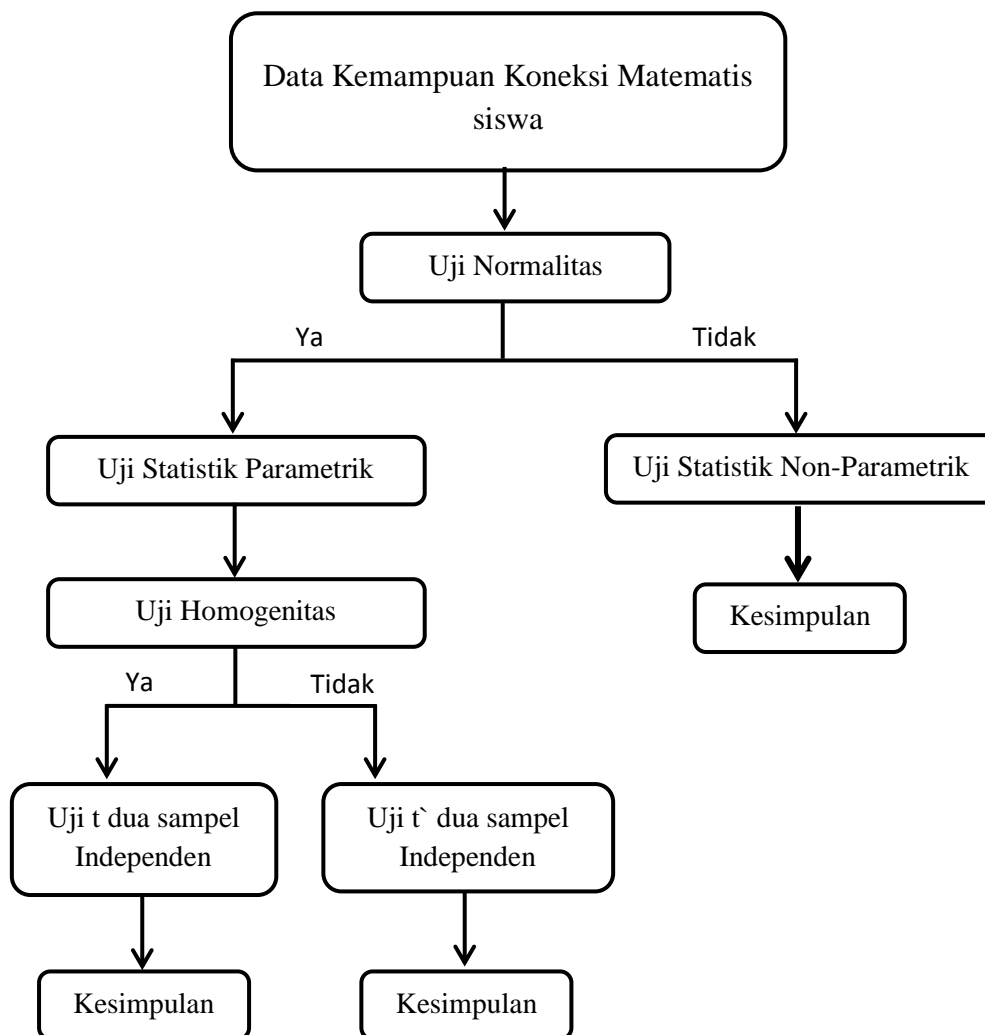 Data Kemampuan Koneksi Matematis
siswa
Uji Normalitas
Ya
Tidak
Uji Statistik Parametrik
Uji Statistik Non-Parametrik
Uji Homogenitas
Kesimpulan
Ya
Tidak
Uji t dua sampel
Independen
Uji t` dua sampel
Independen
Kesimpulan
Kesimpulan